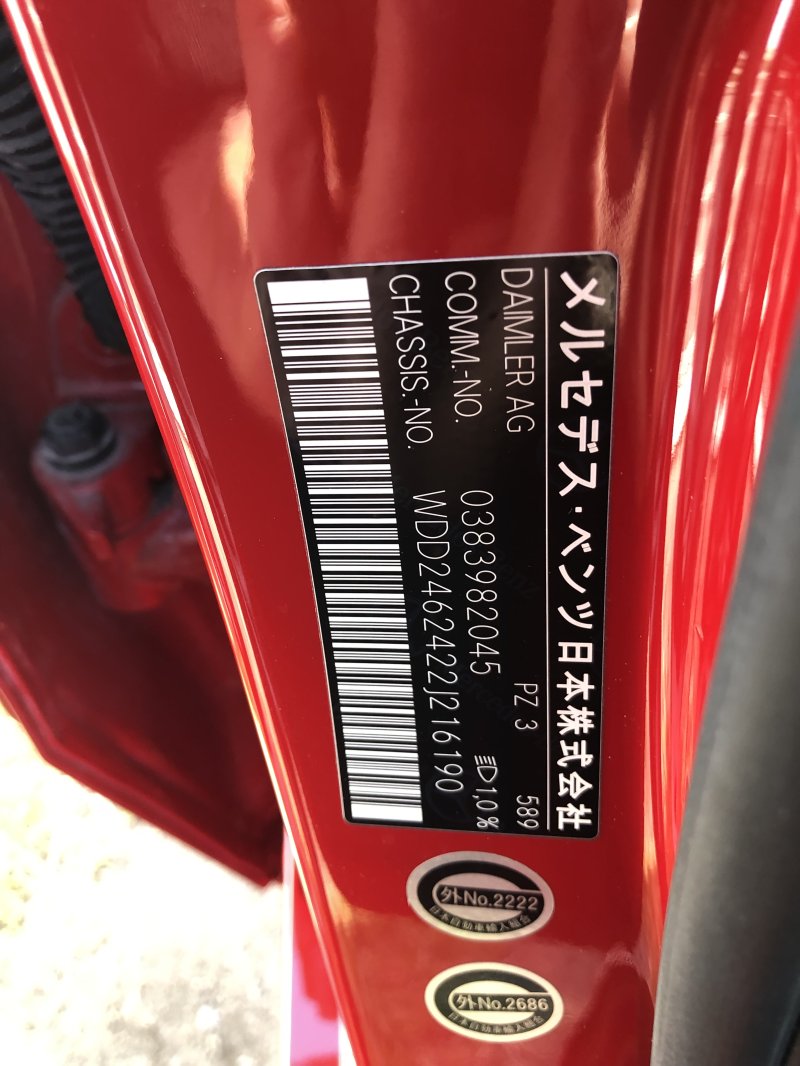 メルセデス・ベンツ日本株式会社
DAIMLER AG PZ 3 589
COMM.-NO. 0383982045 1,0 %
CHASSIS.-NO. WDD2462422J216190
外No.2222
日本自動車輸入組合
外No.2686
日本自動車輸入組合